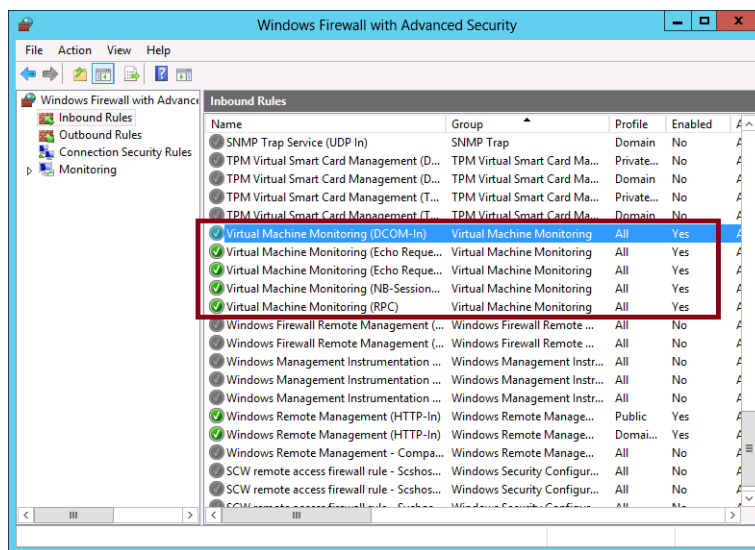 Windows Firewall with Advanced Security
File Action View Help
Windows Firewall with Advance
Inbound Rules
Outbound Rules
Connection Security Rules
Monitoring
Inbound Rules
Name Group Profile Enabled A
SNMP Trap Service (UDP In) SNMP Trap Domain No A
TPM Virtual Smart Card Management (D... TPM Virtual Smart Card Ma... Private... No A
TPM Virtual Smart Card Management (D... TPM Virtual Smart Card Ma... Domain No A
TPM Virtual Smart Card Management (T... TPM Virtual Smart Card Ma... Private... No A
TPM Virtual Smart Card Management (T... TPM Virtual Smart Card Ma... Domain No A
Virtual Machine Monitoring (DCOM-In) Virtual Machine Monitoring All Yes A
Virtual Machine Monitoring (Echo Reque... Virtual Machine Monitoring All Yes A
Virtual Machine Monitoring (Echo Reque... Virtual Machine Monitoring All Yes A
Virtual Machine Monitoring (NB-Session... Virtual Machine Monitoring All Yes A
Virtual Machine Monitoring (RPC) Virtual Machine Monitoring All Yes A
Windows Firewall Remote Management (... Windows Firewall Remote ... All No A
Windows Firewall Remote Management (... Windows Firewall Remote ... All No A
Windows Management Instrumentation ... Windows Management Instr... All No A
Windows Management Instrumentation ... Windows Management Instr... All No A
Windows Management Instrumentation ... Windows Management Instr... All No A
Windows Remote Management (HTTP-In) Windows Remote Manage... Public Yes A
Windows Remote Management (HTTP-In) Windows Remote Manage... Domai... Yes A
Windows Remote Management - Compa... Windows Remote Manage... All No A
SCW remote access firewall rule - Scshos... Windows Security Configur... All No A
SCW remote access firewall rule - Scshos... Windows Security Configur... All No A
SCW remote access firewall rule - Scshos... Windows Security Configur... All No A